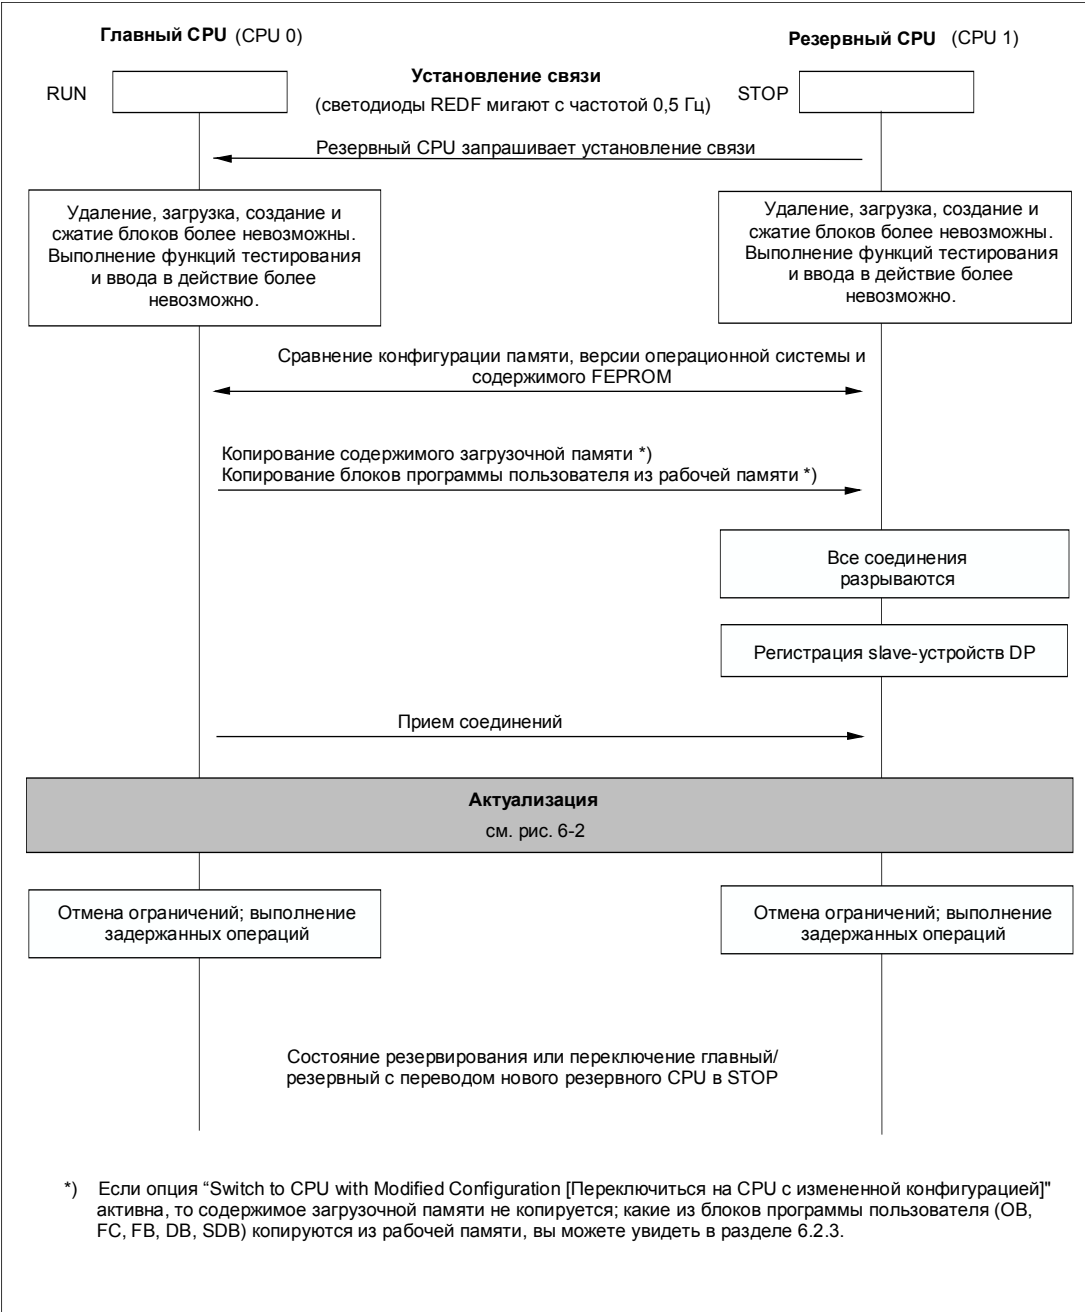 Главный CPU (CPU 0)
Резервный CPU (CPU 1)
RUN
Установление связи
(светодиоды REDF мигают с частотой 0,5 Гц)
STOP
Резервный CPU запрашивает установление связи
Удаление, загрузка, создание и
сжатие блоков более невозможны.
Выполнение функций тестирования
и ввода в действие более
невозможно.
Удаление, загрузка, создание и
сжатие блоков более невозможны.
Выполнение функций тестирования
и ввода в действие более
невозможно.
Сравнение конфигурации памяти, версии операционной системы и
содержимого FEPROM
Копирование содержимого загрузочной памяти *)
Копирование блоков программы пользователя из рабочей памяти *)
Все соединения
разрываются
Регистрация slave-устройств DP
Прием соединений
Актуализация
см. рис. 6-2
Отмена ограничений; выполнение
задержанных операций
Отмена ограничений; выполнение
задержанных операций
Состояние резервирования или переключение главный/
резервный с переводом нового резервного CPU в STOP
*) Если опция “Switch to CPU with Modified Configuration [Переключиться на CPU с измененной конфигурацией]"
активна, то содержимое загрузочной памяти не копируется; какие из блоков программы пользователя (OB,
FC, FB, DB, SDB) копируются из рабочей памяти, вы можете увидеть в разделе 6.2.3.